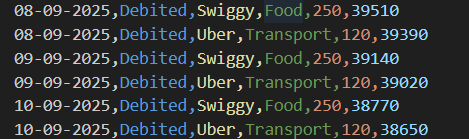 08-09-2025,Debited,Swiggy,Food,250,39510
08-09-2025,Debited,Uber,Transport,120,39390
09-09-2025,Debited,Swiggy,Food,250,39140
09-09-2025,Debited,Uber,Transport,120,39020
10-09-2025,Debited,Swiggy,Food,250,38770
10-09-2025,Debited,Uber,Transport,120,38650